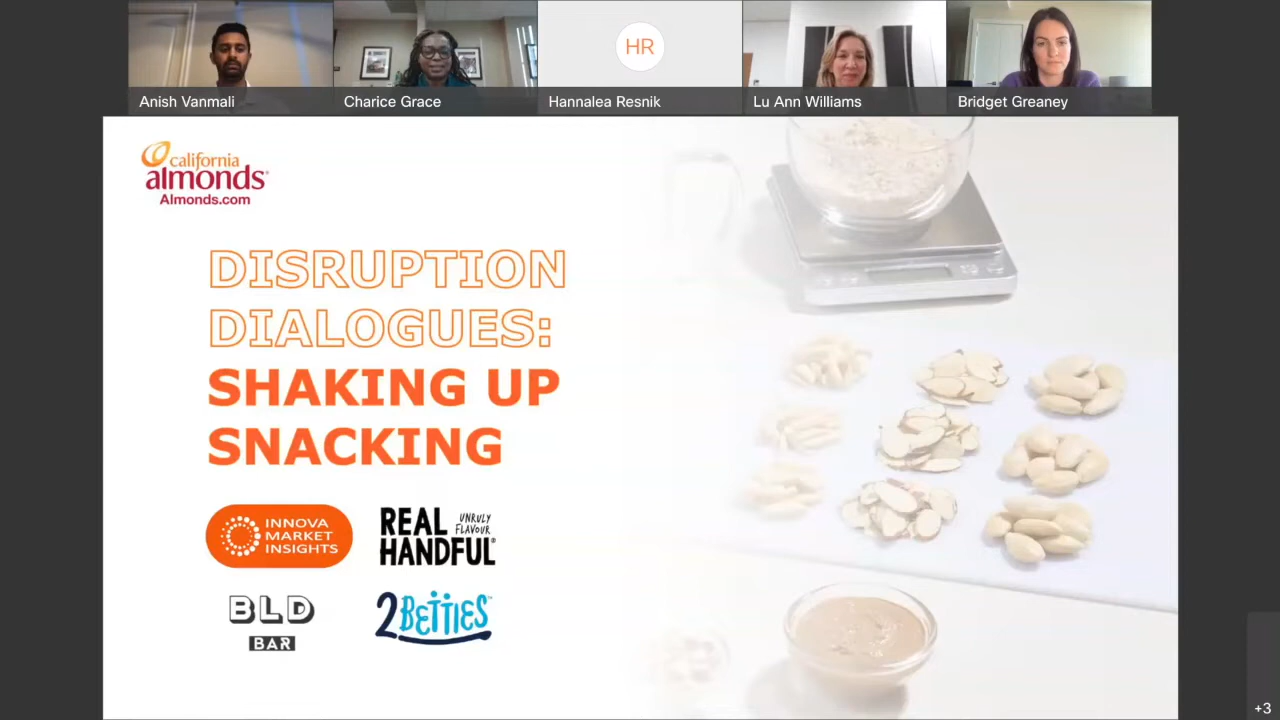 HR
Anish Vanmali
Charice Grace
Hannalea Resnik
Lu Ann Williams
Bridget Greaney
california
almonds®
Almonds.com
DISRUPTION
DIALOGUES:
SHAKING UP
SNACKING
INNOVA
MARKET
INSIGHTS
REAL
HANDFUL®
UNRULY
FLAVOUR
BLD
BAR
2BETTIES™
+3